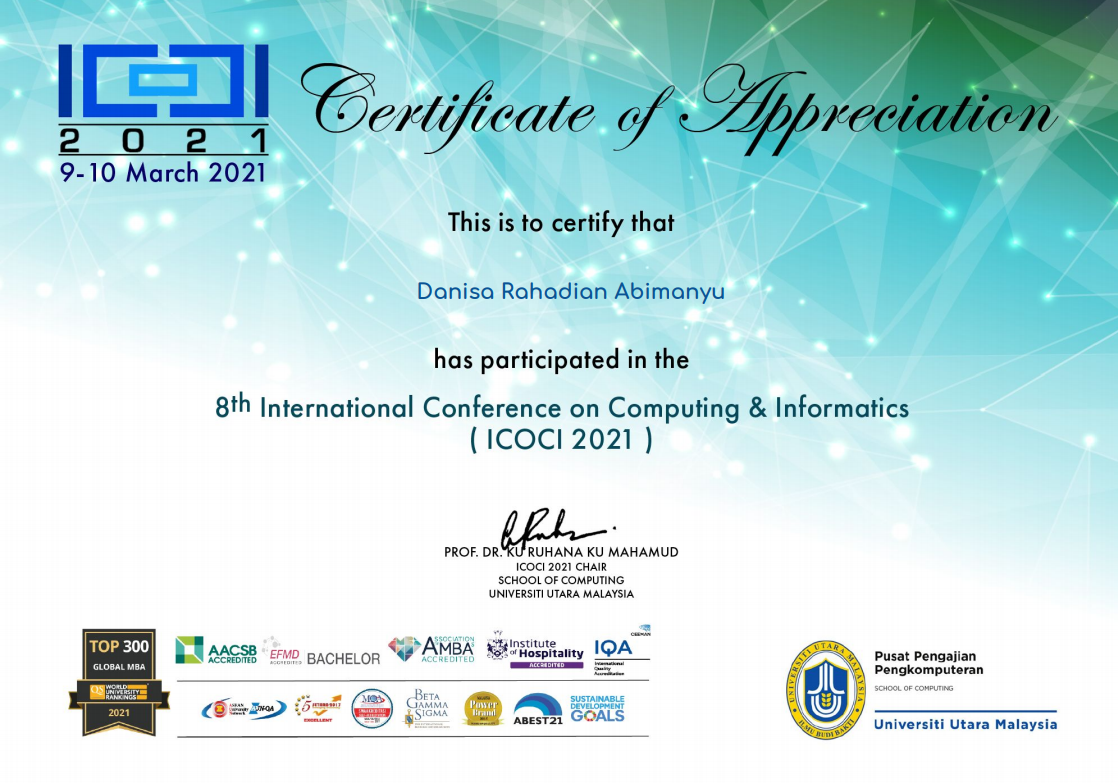 ICOCI
2 0 2 1
9-10 March 2021
Certificate of Appreciation
This is to certify that
Danisa Rahadian Abimanyu
has participated in the
8th International Conference on Computing & Informatics
( ICOCI 2021 )
PROF. DR. KU RUHANA KU MAHAMUD
ICOCI 2021 CHAIR
SCHOOL OF COMPUTING
UNIVERSITI UTARA MALAYSIA
TOP 300
GLOBAL MBA
QS WORLD
UNIVERSITY
RANKINGS
2021
AACSB
ACCREDITED
EFMD
ACCREDITED
BACHELOR
ASSOCIATION
AMBA
ACCREDITED
Institute
of Hospitality
ACCREDITED
CEEMAN
IQA
International
Quality
Accreditation
EXCELLENT
MQA
BETA
GAMMA
SIGMA
Power
Brand
ABEST21
SUSTAINABLE
DEVELOPMENT
GOALS
UNIVERSITI UTARA MALAYSIA
ILMU BUDI BAKTI
Pusat Pengajian
Pengkomputeran
SCHOOL OF COMPUTING
Universiti Utara Malaysia